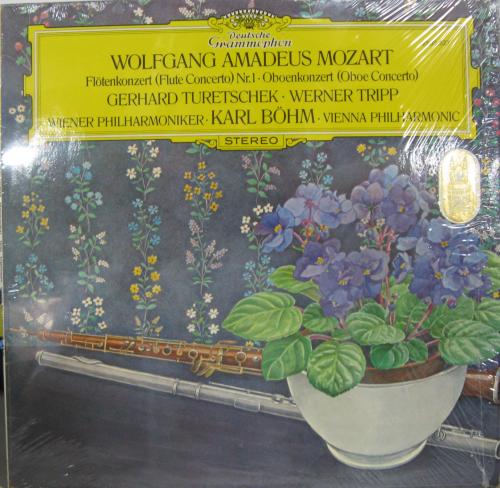 Deutsche
Grammophon
WOLFGANG AMADEUS MOZART
Flötenkonzert (Flute Concerto) Nr.1 · Oboenkonzert (Oboe Concerto)
GERHARD TURETSCHEK · WERNER TRIPP
WIENER PHILHARMONIKER · KARL BÖHM · VIENNA PHILHARMONIC
STEREO